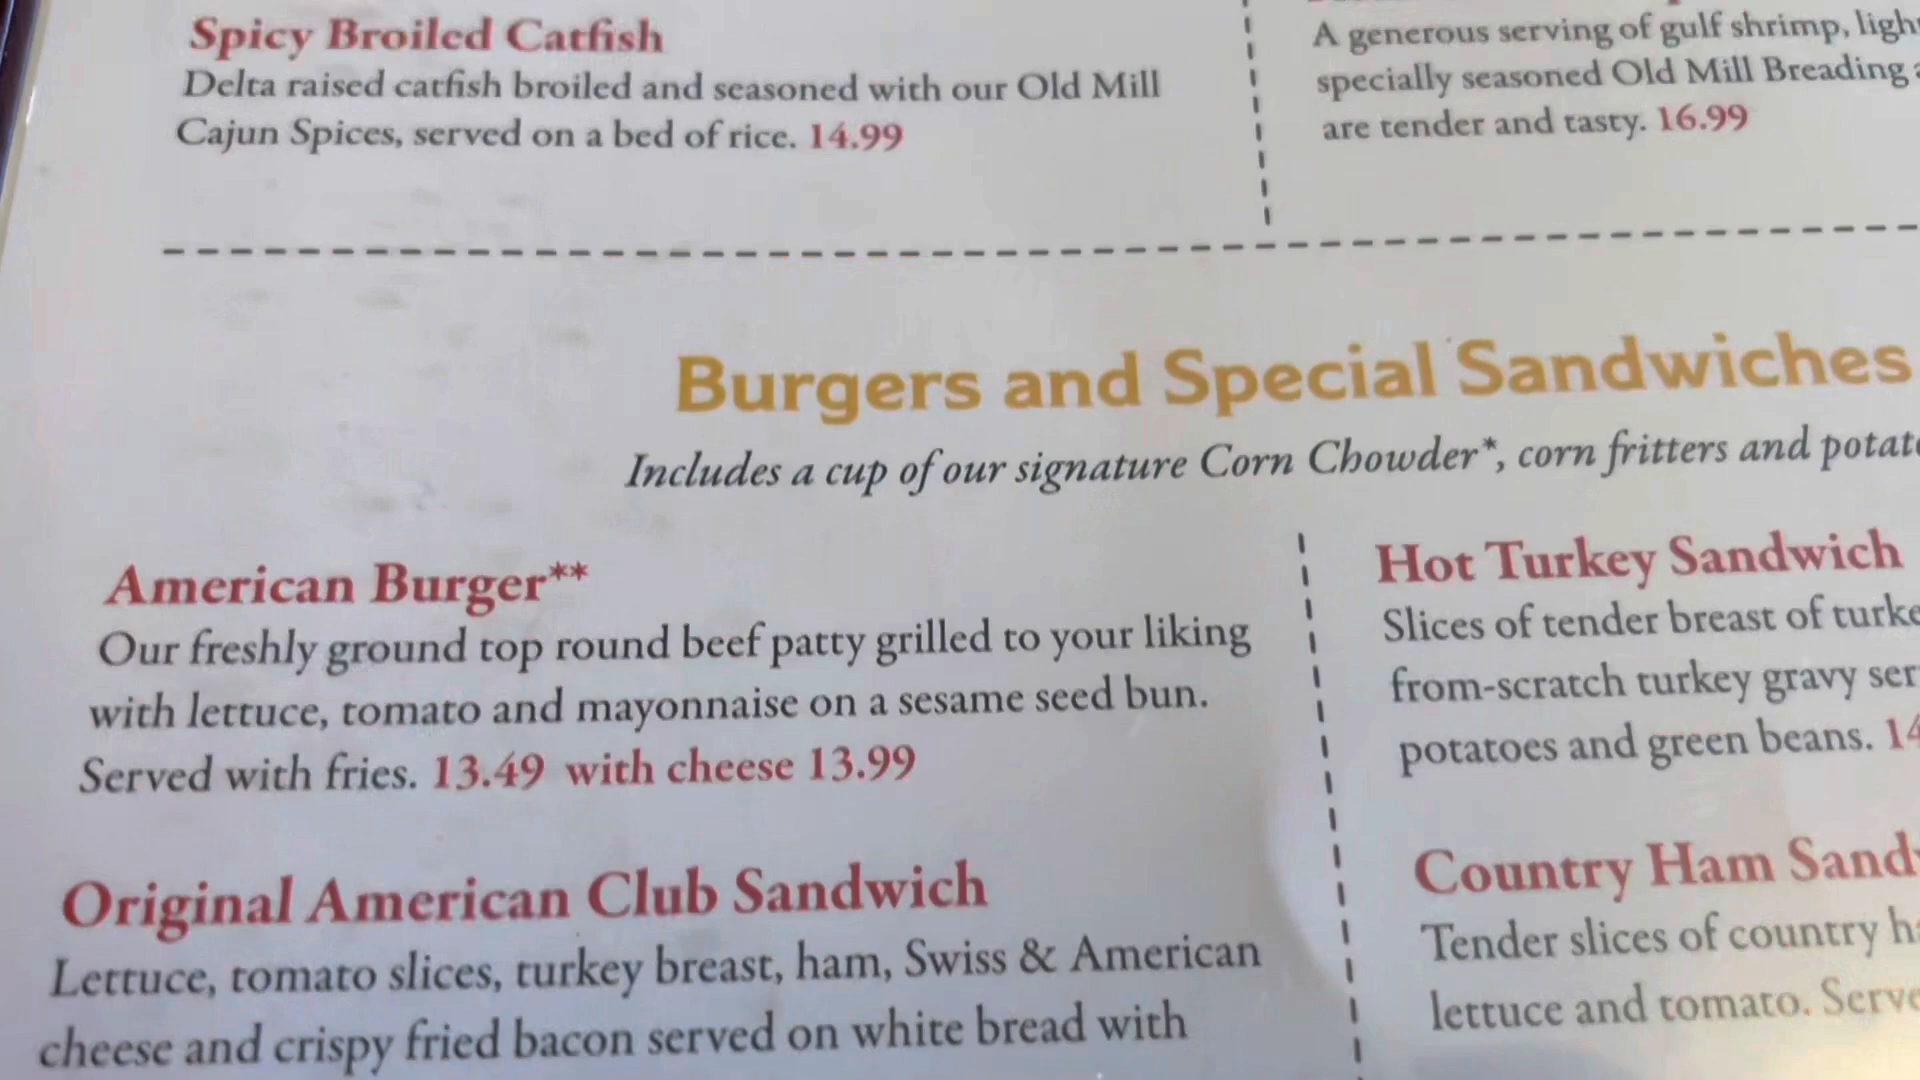 Spicy Broiled Catfish
Delta raised catfish broiled and seasoned with our Old Mill
Cajun Spices, served on a bed of rice. 14.99
A generous serving of gulf shrimp,
specially seasoned Old Mill Breading
are tender and tasty. 16.99
Burgers and Special Sandwiches
Includes a cup of our signature Corn Chowder*, corn fritters and
American Burger**
Our freshly ground top round beef patty grilled to your liking
with lettuce, tomato and mayonnaise on a sesame seed bun.
Served with fries. 13.49 with cheese 13.99
Original American Club Sandwich
Lettuce, tomato slices, turkey breast, ham, Swiss & American
cheese and crispy fried bacon served on white bread with
Hot Turkey Sandwich
Slices of tender breast of
from-scratch turkey gravy
potatoes and green beans.
Country Ham
Tender slices of country
lettuce and tomato.